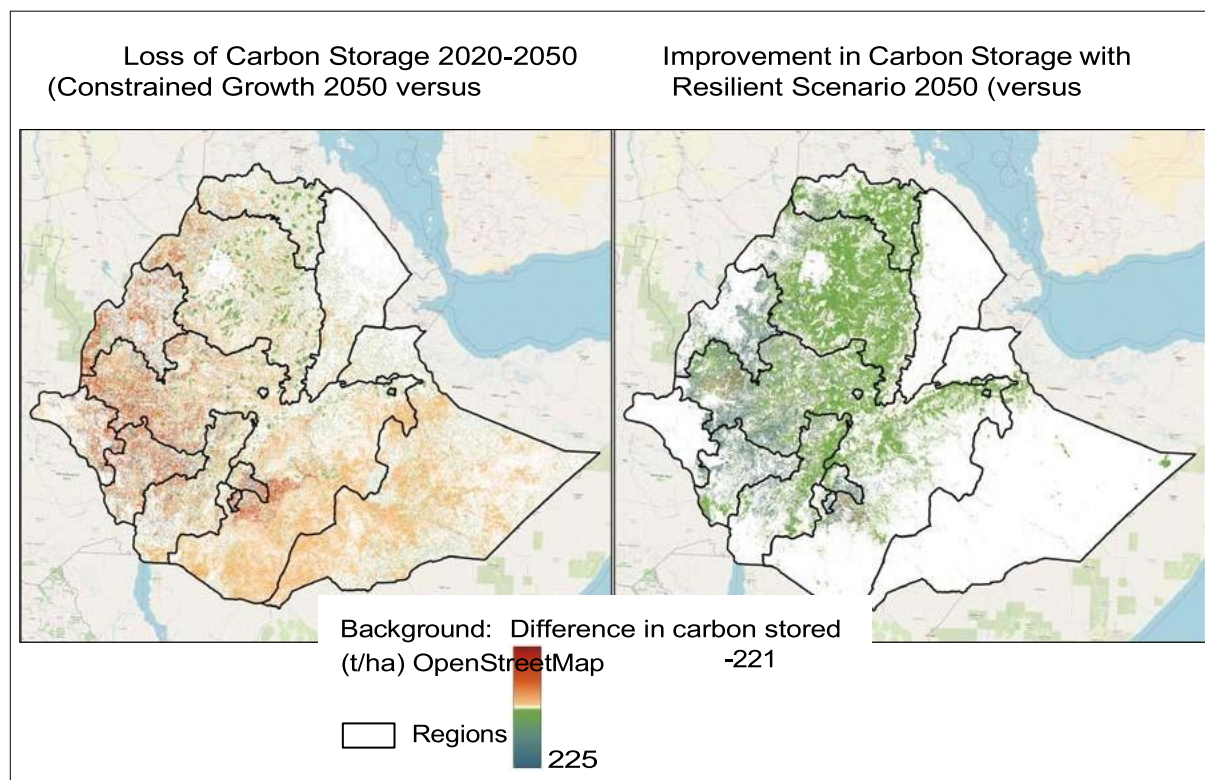 Loss of Carbon Storage 2020-2050
(Constrained Growth 2050 versus
Improvement in Carbon Storage with
Resilient Scenario 2050 (versus
Background: Difference in carbon stored
(t/ha) OpenStreetMap
-221
Regions
225